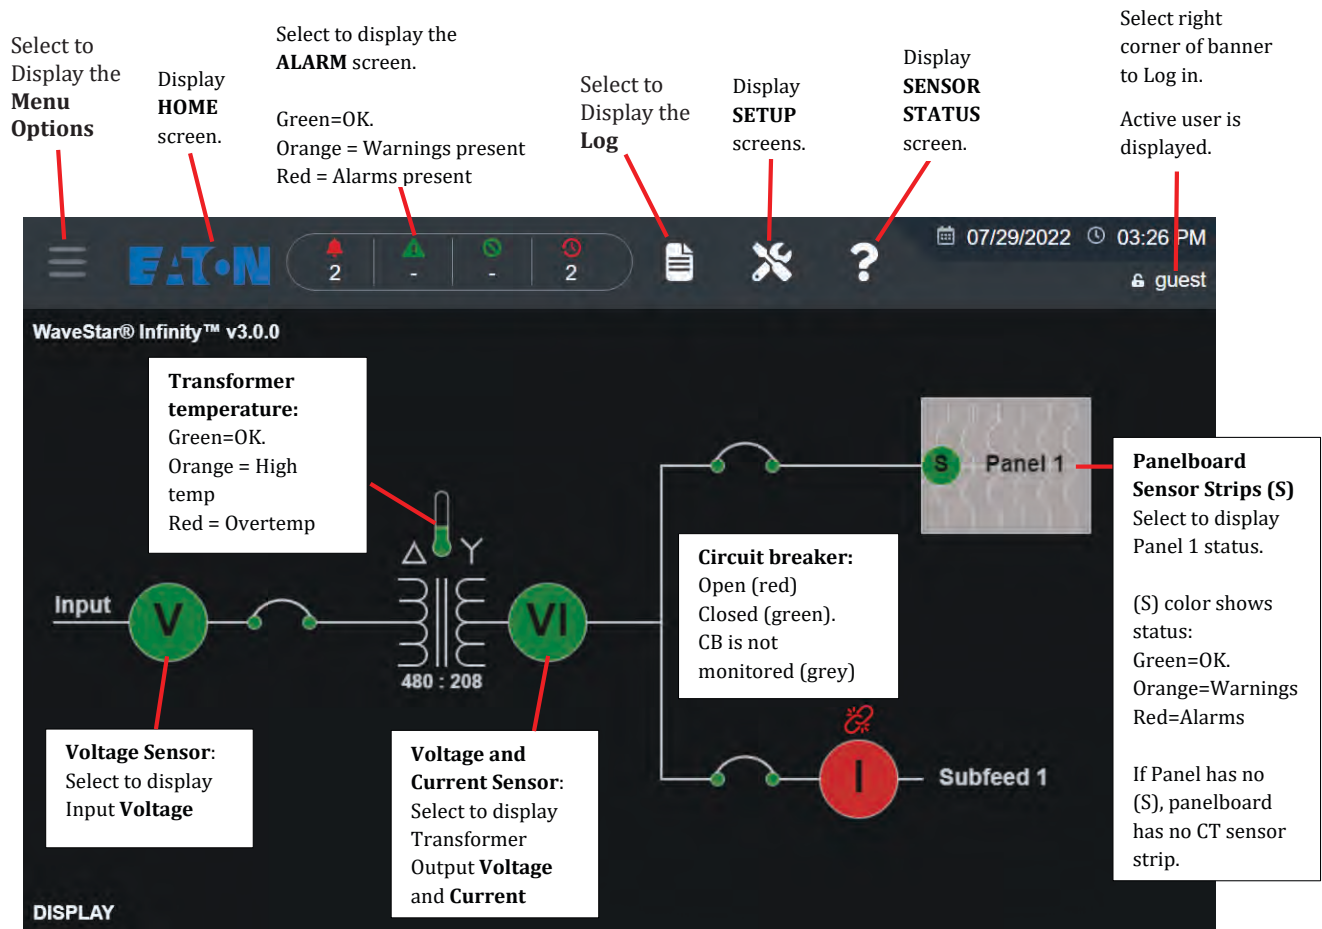 Select to
Display the
Menu
Options
Display
HOME
screen.
Select to display the
ALARM screen.
Green=OK.
Orange = Warnings present
Red = Alarms present
Select to
Display the
Log
Display
SETUP
screens.
Display
SENSOR
STATUS
screen.
Select right
corner of banner
to Log in.
Active user is
displayed.
EATON
2
-
-
2
?
07/29/2022 03:26 PM
guest
WaveStar® Infinity™ v3.0.0
Transformer
temperature:
Green=OK.
Orange = High
temp
Red = Overtemp
S Panel 1
Panelboard
Sensor Strips (S)
Select to display
Panel 1 status.
(S) color shows
status:
Green=OK.
Orange=Warnings
Red=Alarms
If Panel has no
(S), panelboard
has no CT sensor
strip.
Circuit breaker:
Open (red)
Closed (green).
CB is not
monitored (grey)
Δ Y
Input
V
VI
480 : 208
Voltage Sensor:
Select to display
Input Voltage
Voltage and
Current Sensor:
Select to display
Transformer
Output Voltage
and Current
I
Subfeed 1
DISPLAY